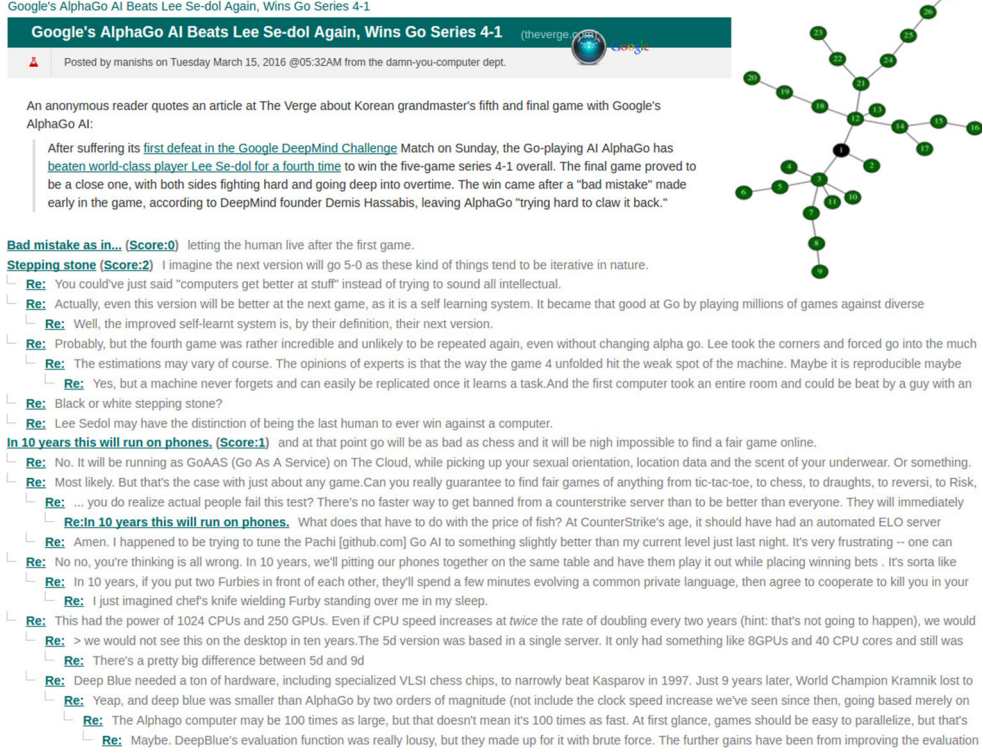 Google's AlphaGo AI Beats Lee Se-dol Again, Wins Go Series 4-1
Google's AlphaGo AI Beats Lee Se-dol Again, Wins Go Series 4-1 (theverge.com)
Google
Posted by manishs on Tuesday March 15, 2016 @05:32AM from the damn-you-computer dept.
An anonymous reader quotes an article at The Verge about Korean grandmaster's fifth and final game with Google's
AlphaGo AI:
After suffering its first defeat in the Google DeepMind Challenge Match on Sunday, the Go-playing AI AlphaGo has
beaten world-class player Lee Se-dol for a fourth time to win the five-game series 4-1 overall. The final game proved to
be a close one, with both sides fighting hard and going deep into overtime. The win came after a "bad mistake" made
early in the game, according to DeepMind founder Demis Hassabis, leaving AlphaGo "trying hard to claw it back."
26
23
25
22
24
21
20
19
18
13
12
14
15
16
17
1
2
4
3
5
6
11
10
7
8
9
Bad mistake as in... (Score:0) letting the human live after the first game.
Stepping stone (Score:2) I imagine the next version will go 5-0 as these kind of things tend to be iterative in nature.
Re: You could've just said "computers get better at stuff" instead of trying to sound all intellectual.
Re: Actually, even this version will be better at the next game, as it is a self learning system. It became that good at Go by playing millions of games against diverse
Re: Well, the improved self-learnt system is, by their definition, their next version.
Re: Probably, but the fourth game was rather incredible and unlikely to be repeated again, even without changing alpha go. Lee took the corners and forced go into the much
Re: The estimations may vary of course. The opinions of experts is that the way the game 4 unfolded hit the weak spot of the machine. Maybe it is reproducible maybe
Re: Yes, but a machine never forgets and can easily be replicated once it learns a task.And the first computer took an entire room and could be beat by a guy with an
Re: Black or white stepping stone?
Re: Lee Sedol may have the distinction of being the last human to ever win against a computer.
In 10 years this will run on phones. (Score:1) and at that point go will be as bad as chess and it will be nigh impossible to find a fair game online.
Re: No. It will be running as GoAAS (Go As A Service) on The Cloud, while picking up your sexual orientation, location data and the scent of your underwear. Or something.
Re: Most likely. But that's the case with just about any game.Can you really guarantee to find fair games of anything from tic-tac-toe, to chess, to draughts, to reversi, to Risk,
Re: ... you do realize actual people fail this test? There's no faster way to get banned from a counterstrike server than to be better than everyone. They will immediately
Re:In 10 years this will run on phones. What does that have to do with the price of fish? At CounterStrike's age, it should have had an automated ELO server
Re: Amen. I happened to be trying to tune the Pachi [github.com] Go AI to something slightly better than my current level just last night. It's very frustrating -- one can
Re: No no, you're thinking is all wrong. In 10 years, we'll pitting our phones together on the same table and have them play it out while placing winning bets . It's sorta like
Re: In 10 years, if you put two Furbies in front of each other, they'll spend a few minutes evolving a common private language, then agree to cooperate to kill you in your
Re: I just imagined chef's knife wielding Furby standing over me in my sleep.
Re: This had the power of 1024 CPUs and 250 GPUs. Even if CPU speed increases at twice the rate of doubling every two years (hint: that's not going to happen), we would
Re: > we would not see this on the desktop in ten years.The 5d version was based in a single server. It only had something like 8GPUs and 40 CPU cores and still was
Re: There's a pretty big difference between 5d and 9d
Re: Deep Blue needed a ton of hardware, including specialized VLSI chess chips, to narrowly beat Kasparov in 1997. Just 9 years later, World Champion Kramnik lost to
Re: Yeap, and deep blue was smaller than AlphaGo by two orders of magnitude (not include the clock speed increase we've seen since then, going based merely on
Re: The Alphago computer may be 100 times as large, but that doesn't mean it's 100 times as fast. At first glance, games should be easy to parallelize, but that's
Re: Maybe. DeepBlue's evaluation function was really lousy, but they made up for it with brute force. The further gains have been from improving the evaluation